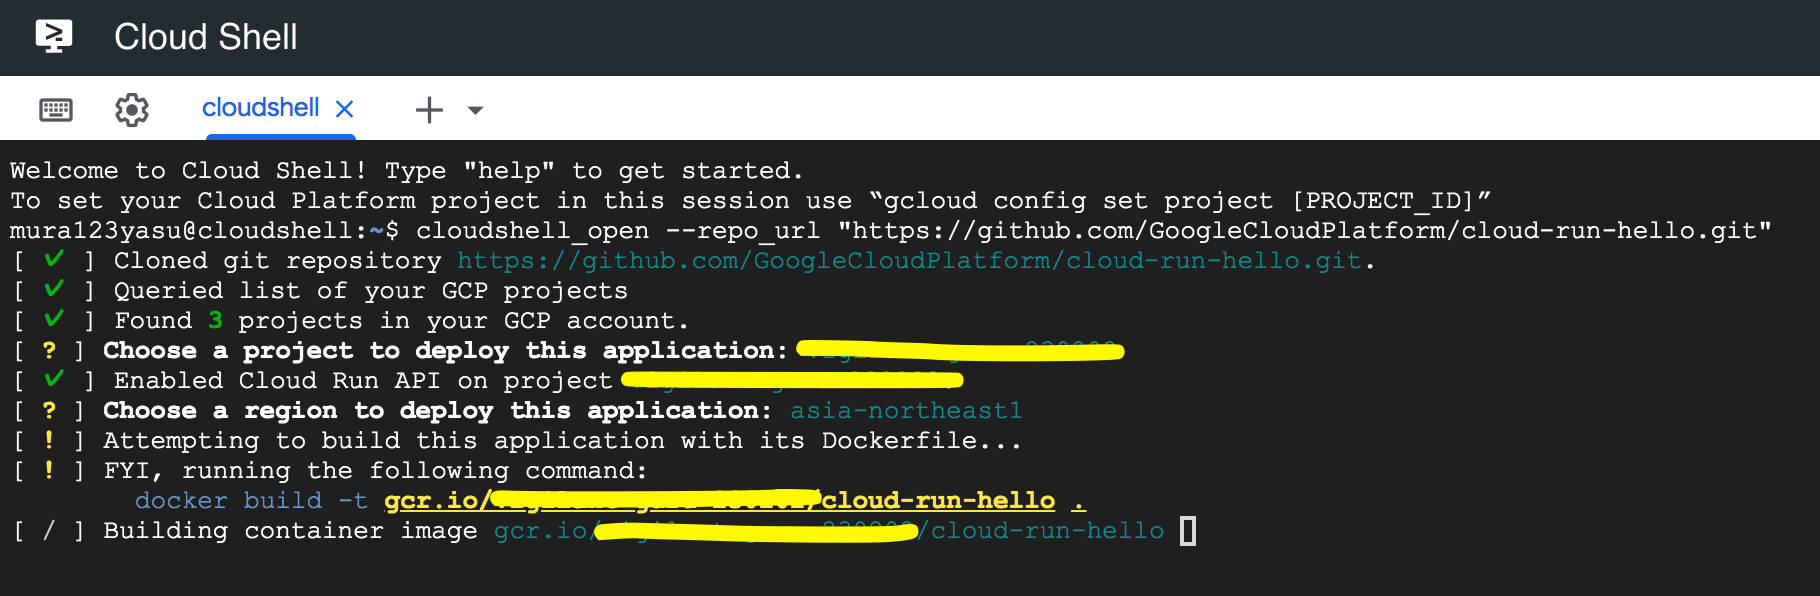 Cloud Shell
cloudshell
Welcome to Cloud Shell! Type "help" to get started.
To set your Cloud Platform project in this session use “gcloud config set project [PROJECT_ID]”
mura123yasu@cloudshell:~$ cloudshell_open --repo_url "https://github.com/GoogleCloudPlatform/cloud-run-hello.git"
[ ✓ ] Cloned git repository https://github.com/GoogleCloudPlatform/cloud-run-hello.git.
[ ✓ ] Queried list of your GCP projects
[ ✓ ] Found 3 projects in your GCP account.
[ ? ] Choose a project to deploy this application:
[ ✓ ] Enabled Cloud Run API on project
[ ? ] Choose a region to deploy this application: asia-northeast1
[ ! ] Attempting to build this application with its Dockerfile...
[ ! ] FYI, running the following command:
docker build -t gcr.io/ /cloud-run-hello .
[ / ] Building container image gcr.io/ /cloud-run-hello